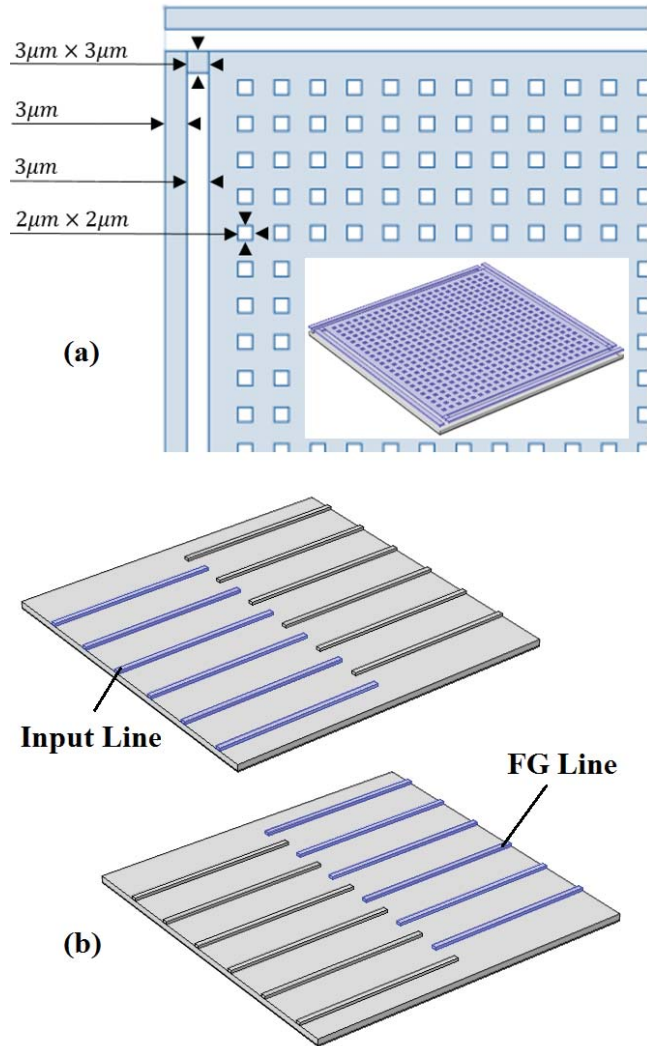 3μm × 3μm
3μm
3μm
2μm × 2μm
(a)
Input Line
FG Line
(b)